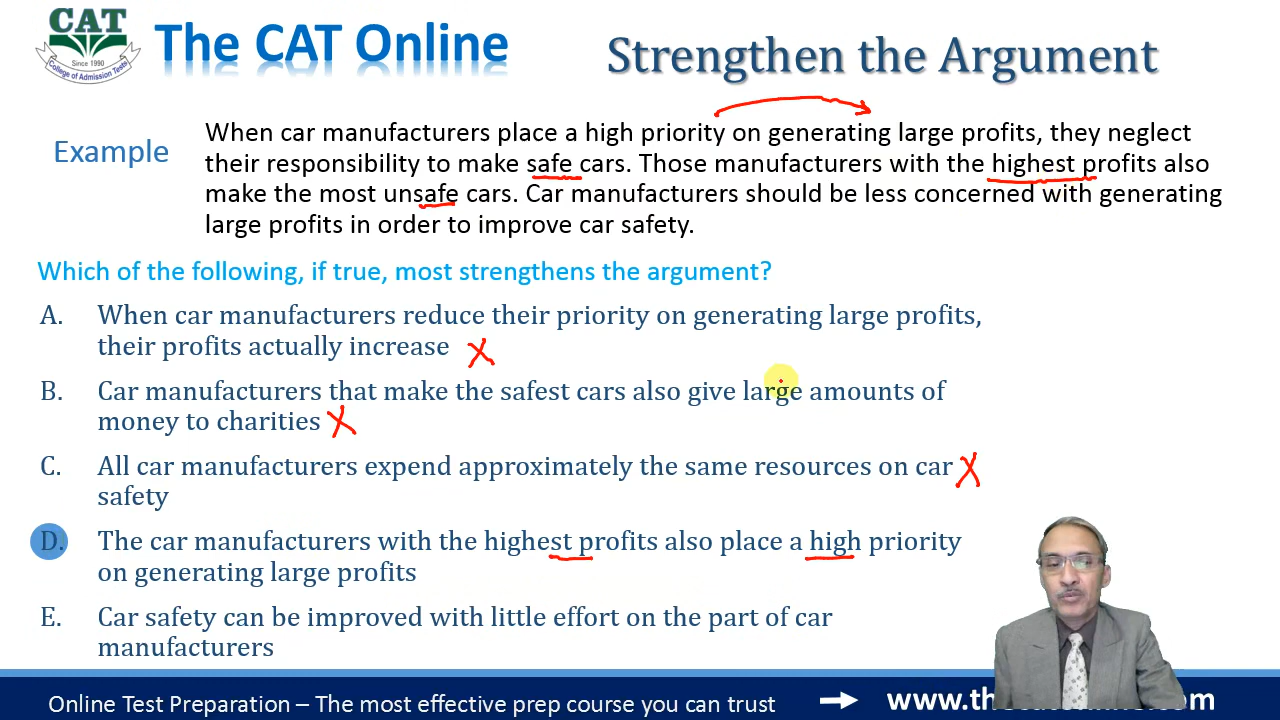 CAT
Since 1990
College of Admission Tests
The CAT Online
Strengthen the Argument
Example
When car manufacturers place a high priority on generating large profits, they neglect
their responsibility to make safe cars. Those manufacturers with the highest profits also
make the most unsafe cars. Car manufacturers should be less concerned with generating
large profits in order to improve car safety.
Which of the following, if true, most strengthens the argument?
A. When car manufacturers reduce their priority on generating large profits,
their profits actually increase
B. Car manufacturers that make the safest cars also give large amounts of
money to charities
C. All car manufacturers expend approximately the same resources on car
safety
D. The car manufacturers with the highest profits also place a high priority
on generating large profits
E. Car safety can be improved with little effort on the part of car
manufacturers
Online Test Preparation – The most effective prep course you can trust